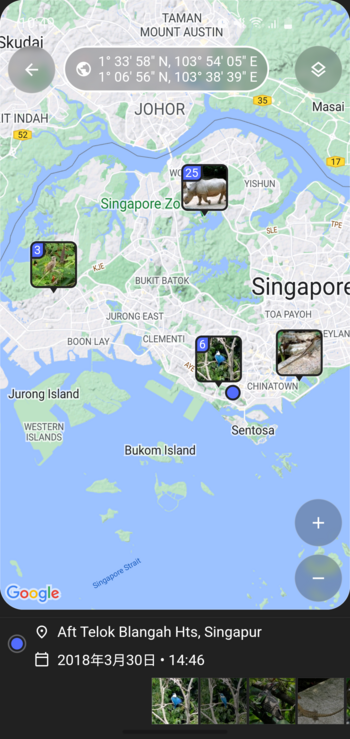 TAMAN
MOUNT AUSTIN
Skudai
1° 33' 58" N, 103° 54' 05" E
1° 06' 56" N, 103° 38' 39" E
JOHOR
35
Masai
IT INDAH
52
17
25
WO
YISHUN
Singapore Zo
SLE
TPE
3
KJE
BUKIT BATOK
Singapore
JURONG EAST
TOA PAYOH
BOON LAY
CLEMENTI
6
EYLAN
AYE
CHINATOWN
Jurong Island
WESTERN
ISLANDS
Sentosa
Bukom Island
Singapore Strait
+
−
Google
Aft Telok Blangah Hts, Singapur
2018年3月30日 • 14:46